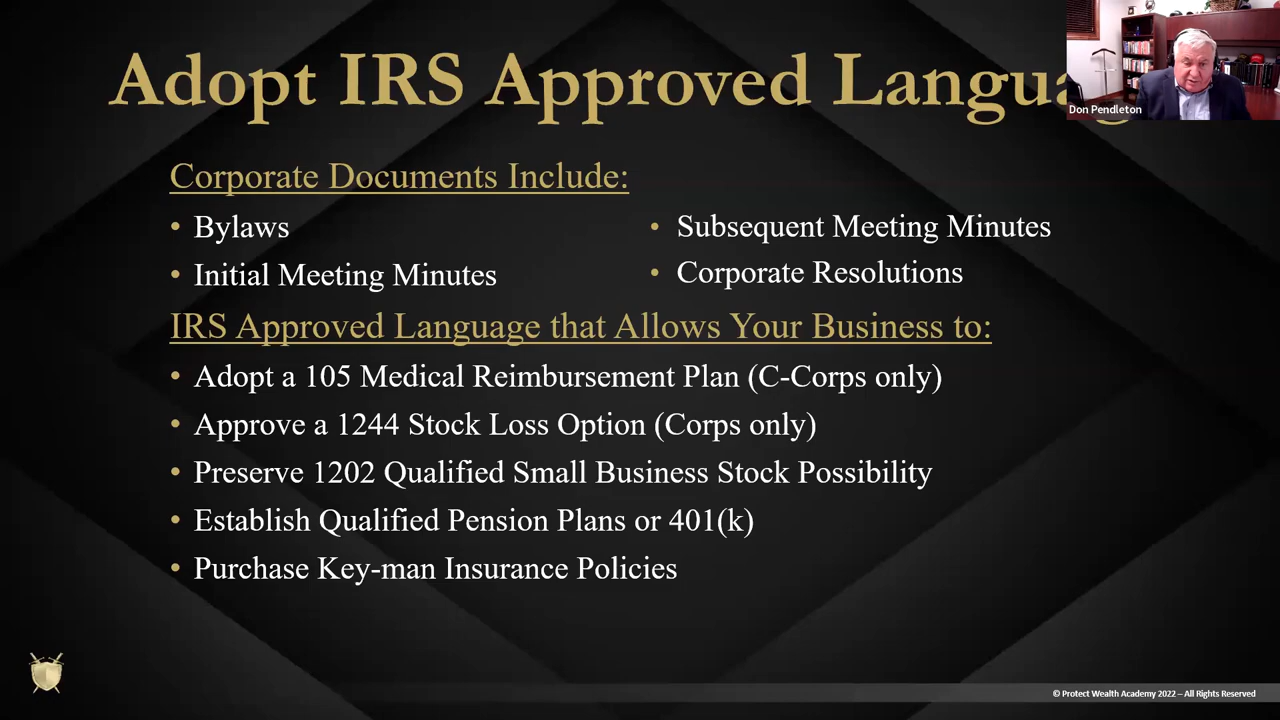 Adopt IRS Approved Langua
Don Pendleton
Corporate Documents Include:
• Bylaws
• Initial Meeting Minutes
• Subsequent Meeting Minutes
• Corporate Resolutions
IRS Approved Language that Allows Your Business to:
• Adopt a 105 Medical Reimbursement Plan (C-Corps only)
• Approve a 1244 Stock Loss Option (Corps only)
• Preserve 1202 Qualified Small Business Stock Possibility
• Establish Qualified Pension Plans or 401(k)
• Purchase Key-man Insurance Policies
© Protect Wealth Academy 2022 – All Rights Reserved